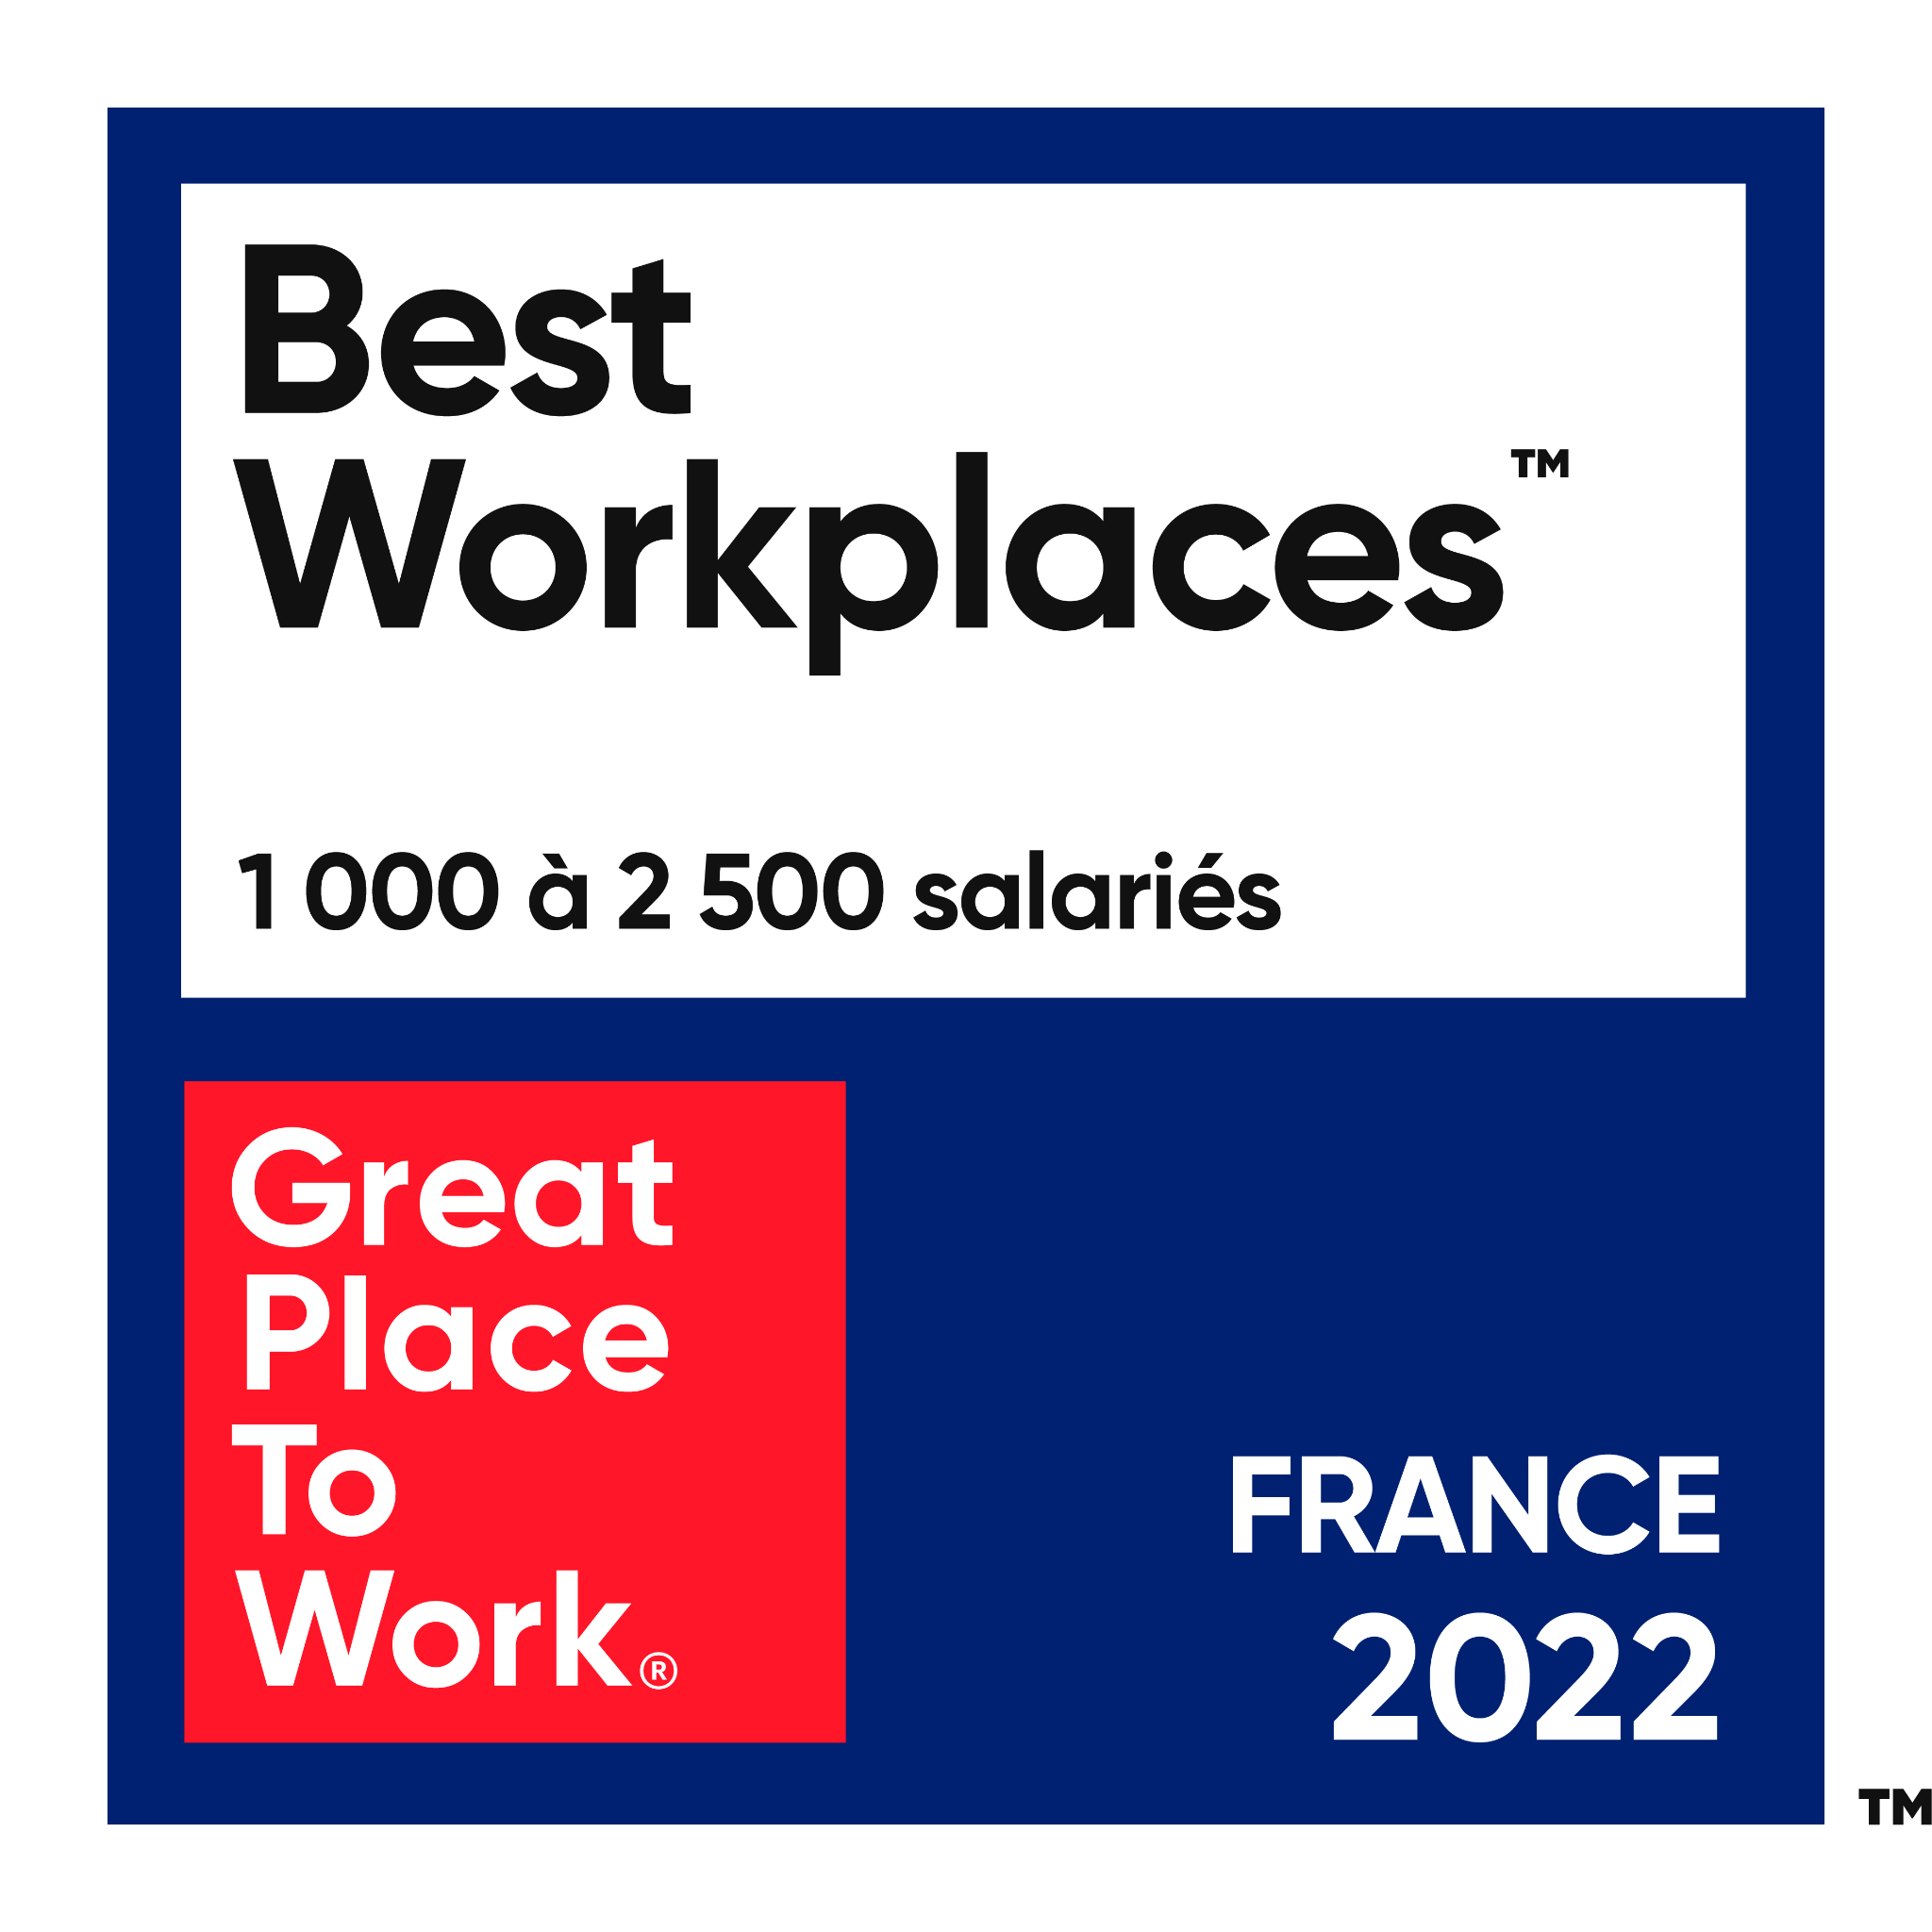 Best
Workplaces™
1 000 à 2 500 salariés
Great
Place
To
Work®
FRANCE
2022
™